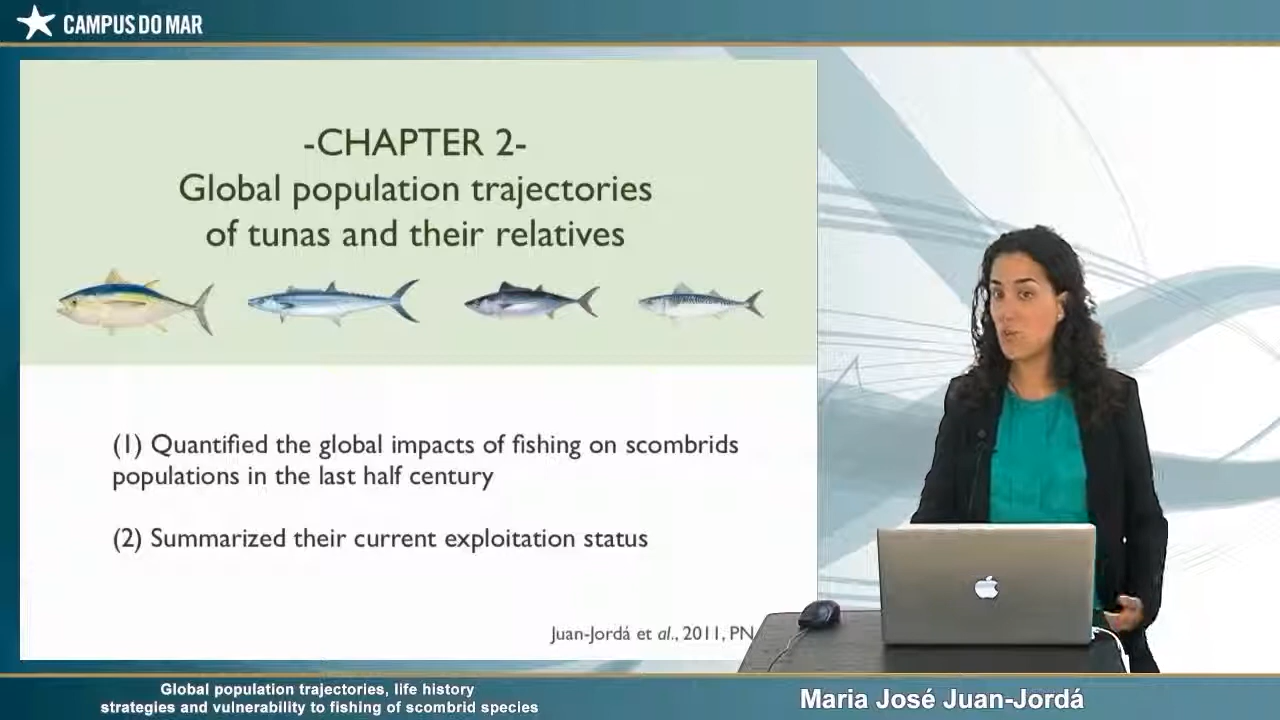 CAMPUS DO MAR
-CHAPTER 2-
Global population trajectories
of tunas and their relatives
(1) Quantified the global impacts of fishing on scombrids
populations in the last half century
(2) Summarized their current exploitation status
Juan-Jordá et al., 2011, PN
Global population trajectories, life history
strategies and vulnerability to fishing of scombrid species
Maria José Juan-Jordá